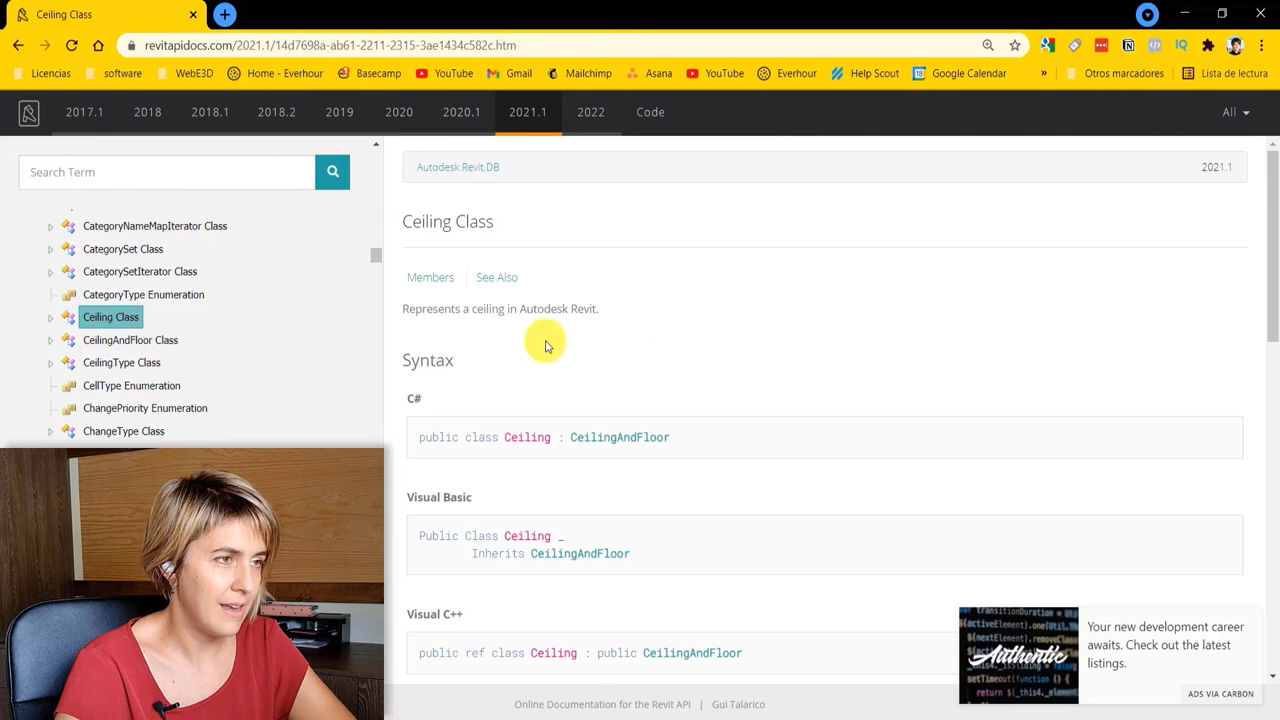 Ceiling Class
revitapidocs.com/2021.1/14d7698a-ab61-2211-2315-3ae1434c582c.htm
Licencias software WebE3D Home - Everhour Basecamp YouTube Gmail Mailchimp Asana YouTube Everhour Help Scout Google Calendar » Otros marcadores Lista de lectura
2017.1 2018 2018.1 2018.2 2019 2020 2020.1 2021.1 2022 Code All
Search Term
CategoryNameMapIterator Class
CategorySet Class
CategorySetIterator Class
CategoryType Enumeration
Ceiling Class
CeilingAndFloor Class
CeilingType Class
CellType Enumeration
ChangePriority Enumeration
ChangeType Class
Autodesk.Revit.DB 2021.1
Ceiling Class
Members See Also
Represents a ceiling in Autodesk Revit.
Syntax
C#
public class Ceiling : CeilingAndFloor
Visual Basic
Public Class Ceiling _
Inherits CeilingAndFloor
Visual C++
public ref class Ceiling : public CeilingAndFloor
Authentic
Your new development career
awaits. Check out the latest
listings.
ADS VIA CARBON
Online Documentation for the Revit API | Gui Talarico